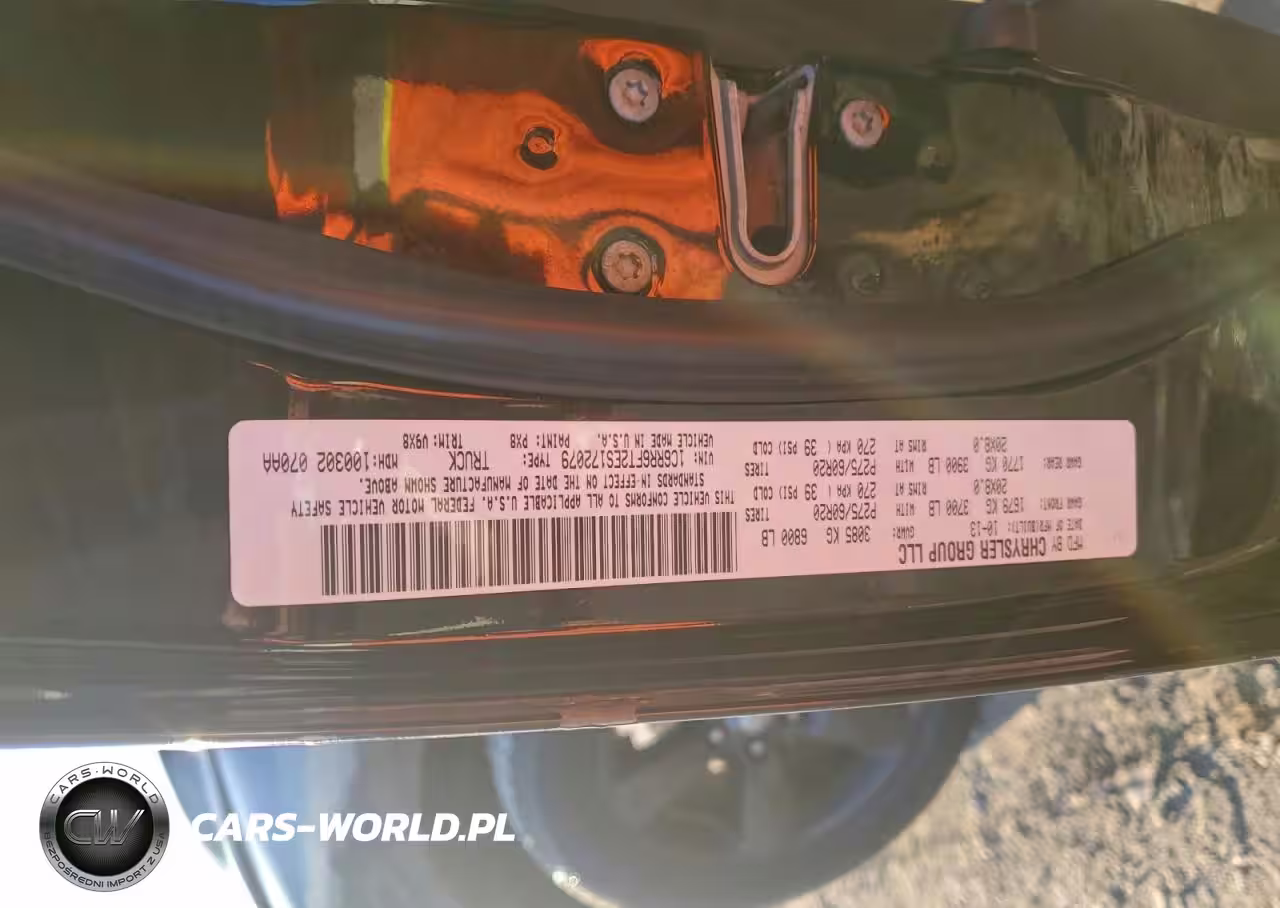 MFD BY CHRYSLER GROUP LLC
DATE OF MFR(BUILT): 10-13 GVWR: 3085 KG 6800 LB
GAWR FRONT: WITH TIRES
1679 KG 3700 LB P275/60R20
RIMS AT
20X8.0 270 KPA ( 39 PSI) COLD
GAWR REAR: WITH TIRES
1770 KG 3900 LB P275/60R20
RIMS AT
20X8.0 270 KPA ( 39 PSI) COLD
THIS VEHICLE CONFORMS TO ALL APPLICABLE U.S.A. FEDERAL MOTOR VEHICLE SAFETY
STANDARDS IN EFFECT ON THE DATE OF MANUFACTURE SHOWN ABOVE.
VIN: 1C6RR6FT2ES172079 TYPE: TRUCK MDH: 100302 070AA
VEHICLE MADE IN U.S.A. PAINT: PX8 TRIM: V9X8
CARS-WORLD
CW
BEZPOŚREDNI IMPORT Z USA
CARS-WORLD.PL